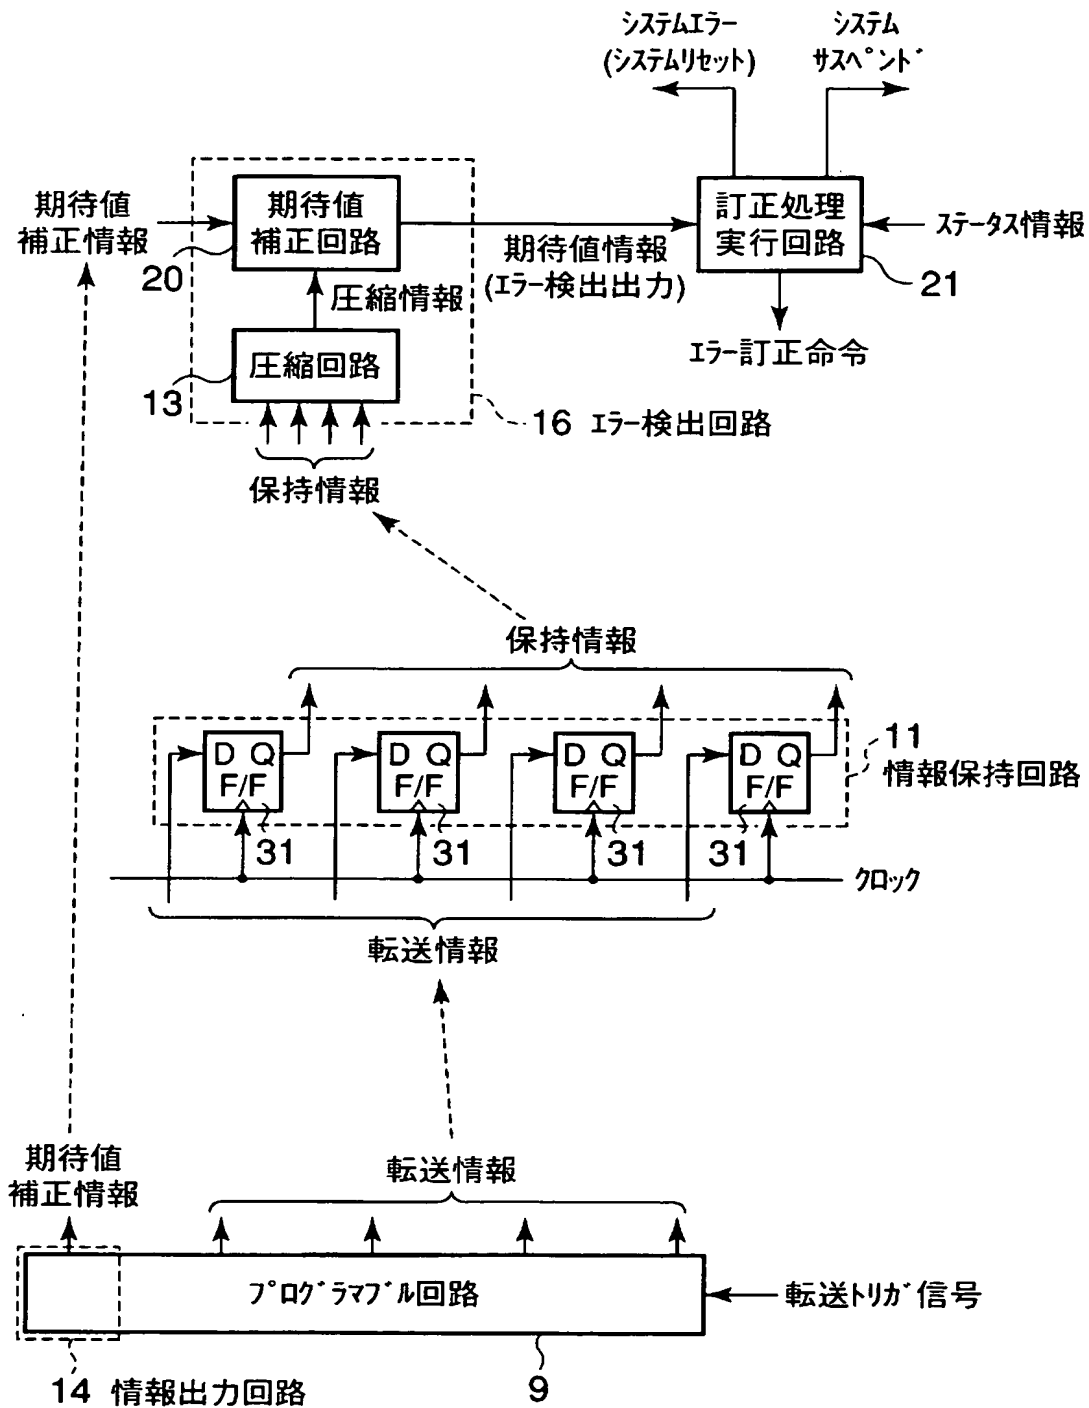 システムエラー
(システムリセット)
システム
サスペンド
期待値
補正情報
期待値
補正回路
20
訂正処理
実行回路
ステータス情報
21
期待値情報
(エラー検出出力)
圧縮情報
圧縮回路
13
エラー訂正命令
16 エラー検出回路
保持情報
保持情報
D Q
F/F
D Q
F/F
D Q
F/F
D Q
F/F
11
情報保持回路
31
31
31
31
クロック
転送情報
期待値
補正情報
転送情報
プログラマブル回路
転送トリガ信号
14 情報出力回路
9